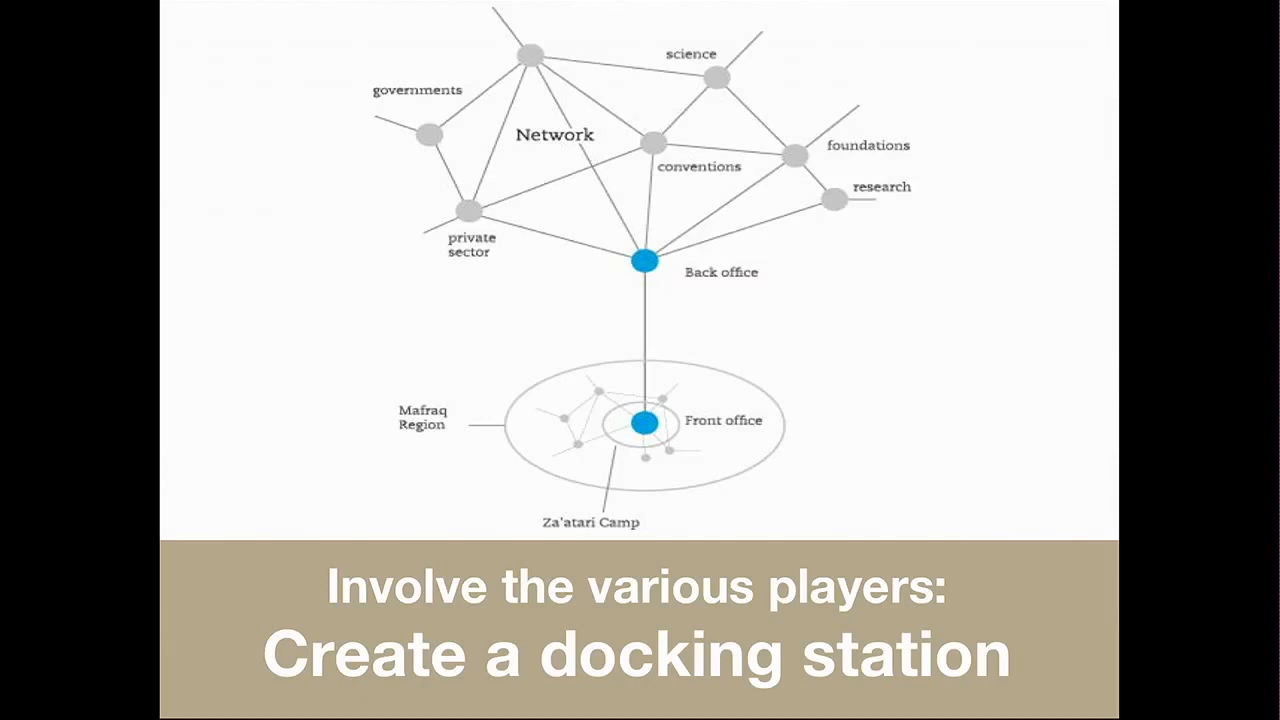 science
governments
Network
foundations
conventions
research
private
sector
Back office
Mafraq
Region
Front office
Za'atari Camp
Involve the various players:
Create a docking station